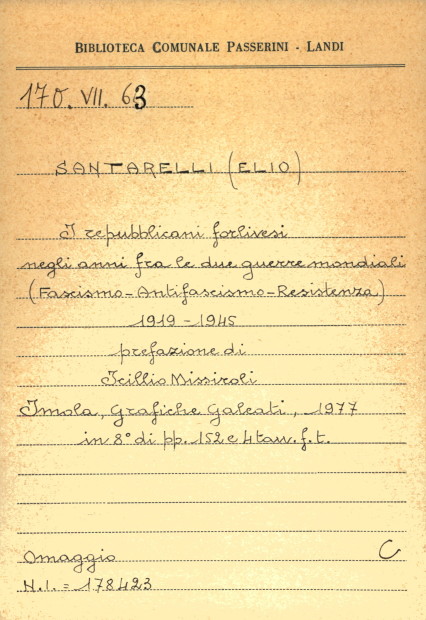 BIBLIOTECA COMUNALE PASSERINI - LANDI
170. VII. 63
SANTARELLI (ELIO)
I repubblicani forlivesi
negli anni fra le due guerre mondiali
(Fascismo-Antifascismo-Resistenza)
1919-1945
prefazione di
Icillio Missiroli
Imola, Grafiche Galeati, 1977
in 8° di pp. 152 e 4 tav. f.t.
Omaggio C
N.I. = 178423